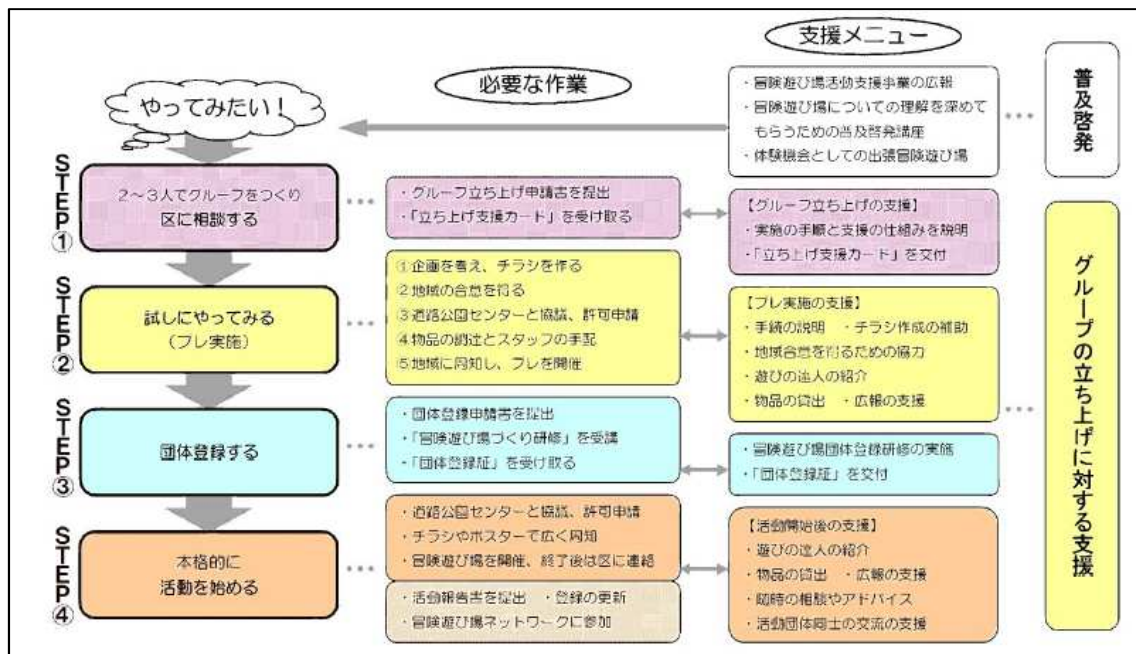 支援メニュー
必要な作業
やってみたい！
・冒険遊び場活動支援事業の広報
・冒険遊び場についての理解を深めて
もらうための普及啓発講座
・体験機会としての出張冒険遊び場
普及啓発
STEP①
2～3人でグループをつくり
区に相談する
・グループ立ち上げ申請書を提出
・「立ち上げ支援カード」を受け取る
【グループ立ち上げの支援】
・実施の手順と支援の仕組みを説明
・「立ち上げ支援カード」を交付
STEP②
試しにやってみる
（プレ実施）
①企画を考え、チラシを作る
②地域の合意を得る
③道路公園センターと協議、許可申請
④物品の調達とスタッフの手配
⑤地域に周知し、プレを開催
【プレ実施の支援】
・手続の説明 ・チラシ作成の補助
・地域合意を得るための協力
・遊びの達人の紹介
・物品の貸出 ・広報の支援
STEP③
団体登録する
・団体登録申請書を提出
・「冒険遊び場づくり研修」を受講
・「団体登録証」を受け取る
・冒険遊び場団体登録研修の実施
・「団体登録証」を交付
STEP④
本格的に
活動を始める
・道路公園センターと協議、許可申請
・チラシやポスターで広く周知
・冒険遊び場を開催、終了後は区に連絡
・活動報告書を提出 ・登録の更新
・冒険遊び場ネットワークに参加
【活動開始後の支援】
・遊びの達人の紹介
・物品の貸出 ・広報の支援
・随時の相談やアドバイス
・活動団体同士の交流の支援
グループの立ち上げに対する支援